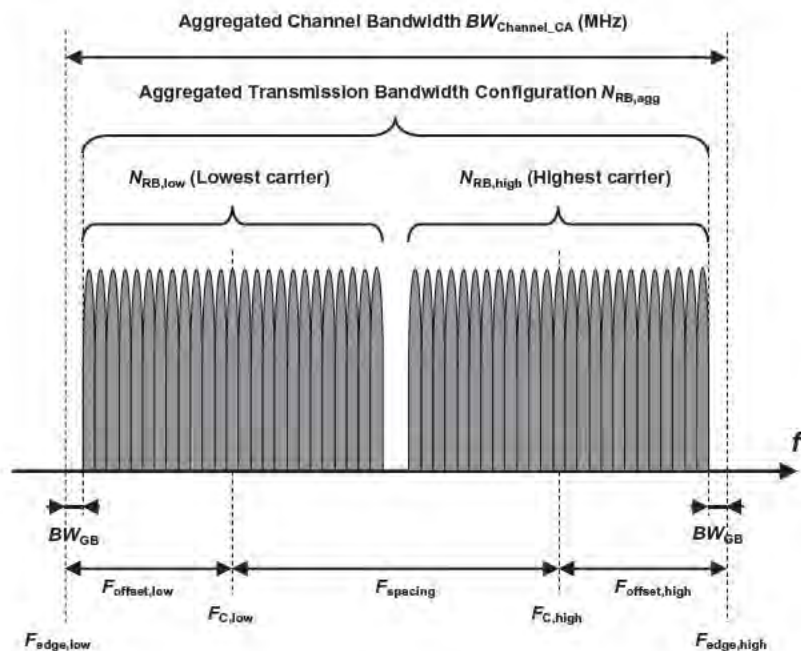 Aggregated Channel Bandwidth BWChannel_CA (MHz)
Aggregated Transmission Bandwidth Configuration NRB,agg
NRB,low (Lowest carrier) NRB,high (Highest carrier)
f
BWGB BWGB
Foffset,low Fspacing Foffset,high
FC,low FC,high
Fedge,low Fedge,high